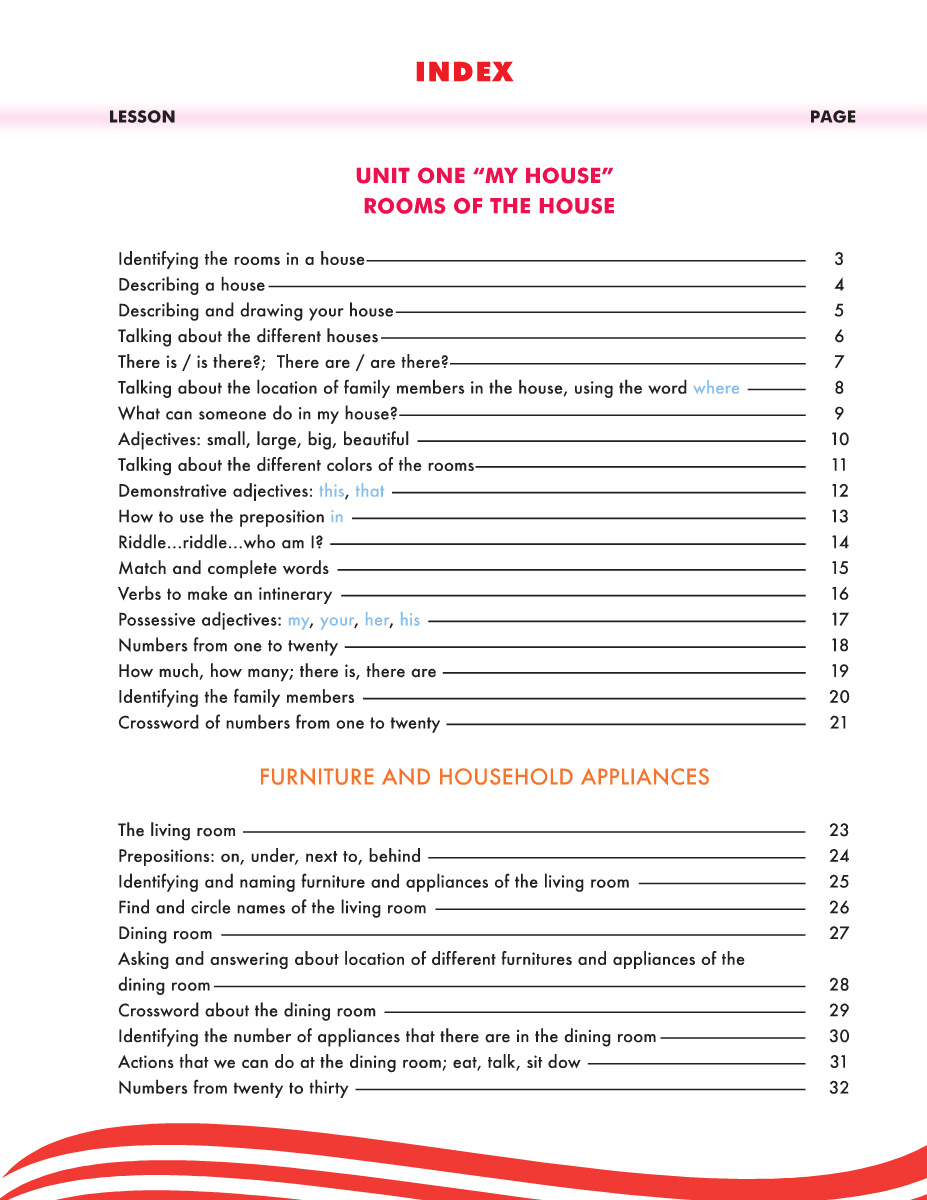 INDEX
LESSON PAGE
UNIT ONE “MY HOUSE”
ROOMS OF THE HOUSE
Identifying the rooms in a house 3
Describing a house 4
Describing and drawing your house 5
Talking about the different houses 6
There is / is there?; There are / are there? 7
Talking about the location of family members in the house, using the word where 8
What can someone do in my house? 9
Adjectives: small, large, big, beautiful 10
Talking about the different colors of the rooms 11
Demonstrative adjectives: this, that 12
How to use the preposition in 13
Riddle...riddle...who am I? 14
Match and complete words 15
Verbs to make an intinerary 16
Possessive adjectives: my, your, her, his 17
Numbers from one to twenty 18
How much, how many; there is, there are 19
Identifying the family members 20
Crossword of numbers from one to twenty 21
FURNITURE AND HOUSEHOLD APPLIANCES
The living room 23
Prepositions: on, under, next to, behind 24
Identifying and naming furniture and appliances of the living room 25
Find and circle names of the living room 26
Dining room 27
Asking and answering about location of different furnitures and appliances of the
dining room 28
Crossword about the dining room 29
Identifying the number of appliances that there are in the dining room 30
Actions that we can do at the dining room; eat, talk, sit dow 31
Numbers from twenty to thirty 32